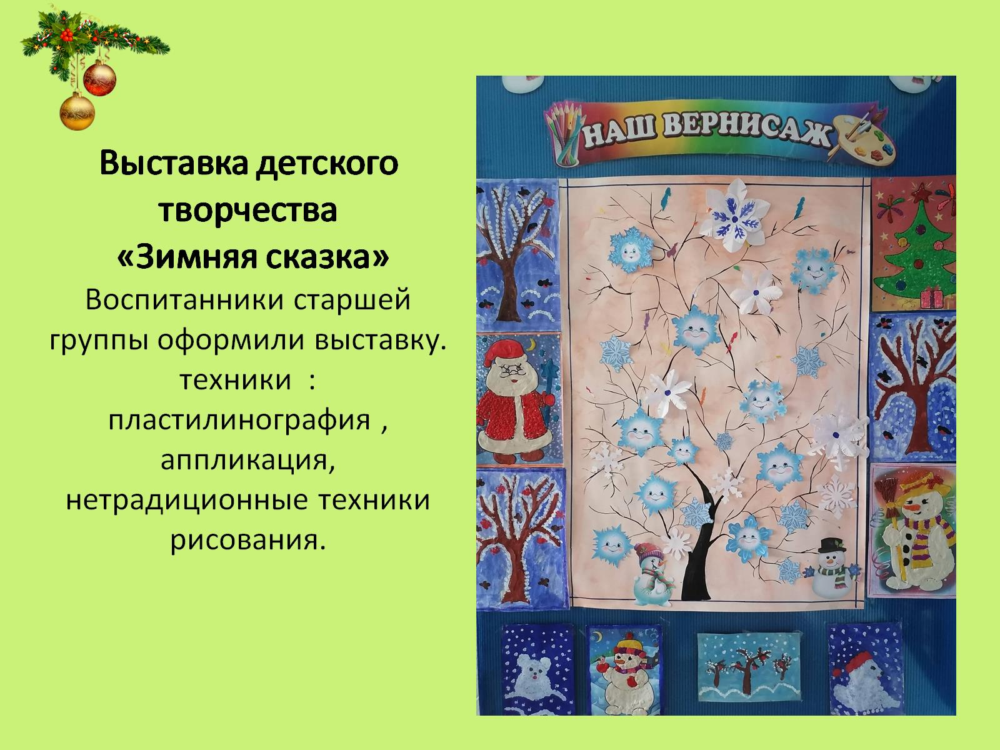 Выставка детского
творчества
«Зимняя сказка»
Воспитанники старшей
группы оформили выставку.
техники  :
пластилинография ,
аппликация,
нетрадиционные техники
рисования.
НАШ ВЕРНИСАЖ